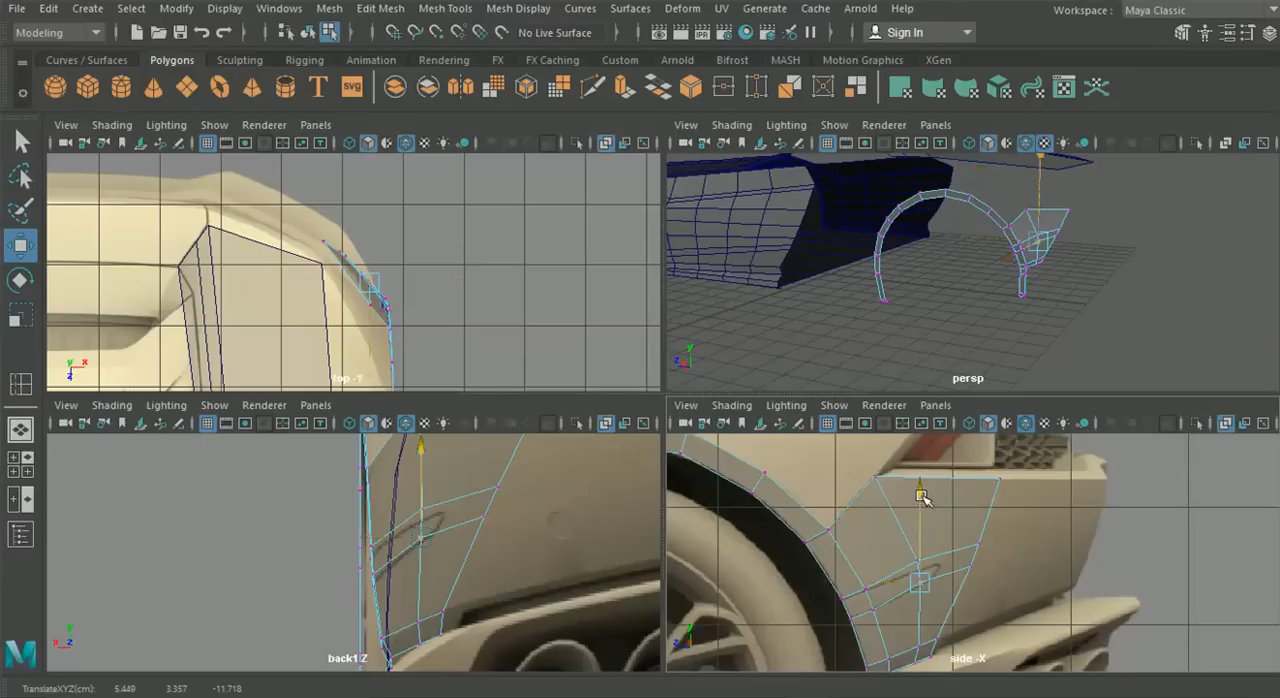 File Edit Create Select Modify Display Windows Mesh Edit Mesh Mesh Tools Mesh Display Curves Surfaces Deform UV Generate Cache Arnold Help Workspace : Maya Classic
Modeling No Live Surface Sign In
Curves / Surfaces Polygons Sculpting Rigging Animation Rendering FX FX Caching Custom Arnold Bifrost MASH Motion Graphics XGen
T svg
View Shading Lighting Show Renderer Panels View Shading Lighting Show Renderer Panels
y x
z
top -Y
y
z
persp
View Shading Lighting Show Renderer Panels View Shading Lighting Show Renderer Panels
y
x z
back1 Z
y
z
side -X
M
TranslateXYZ(cm): 5.449 3.357 -11.718